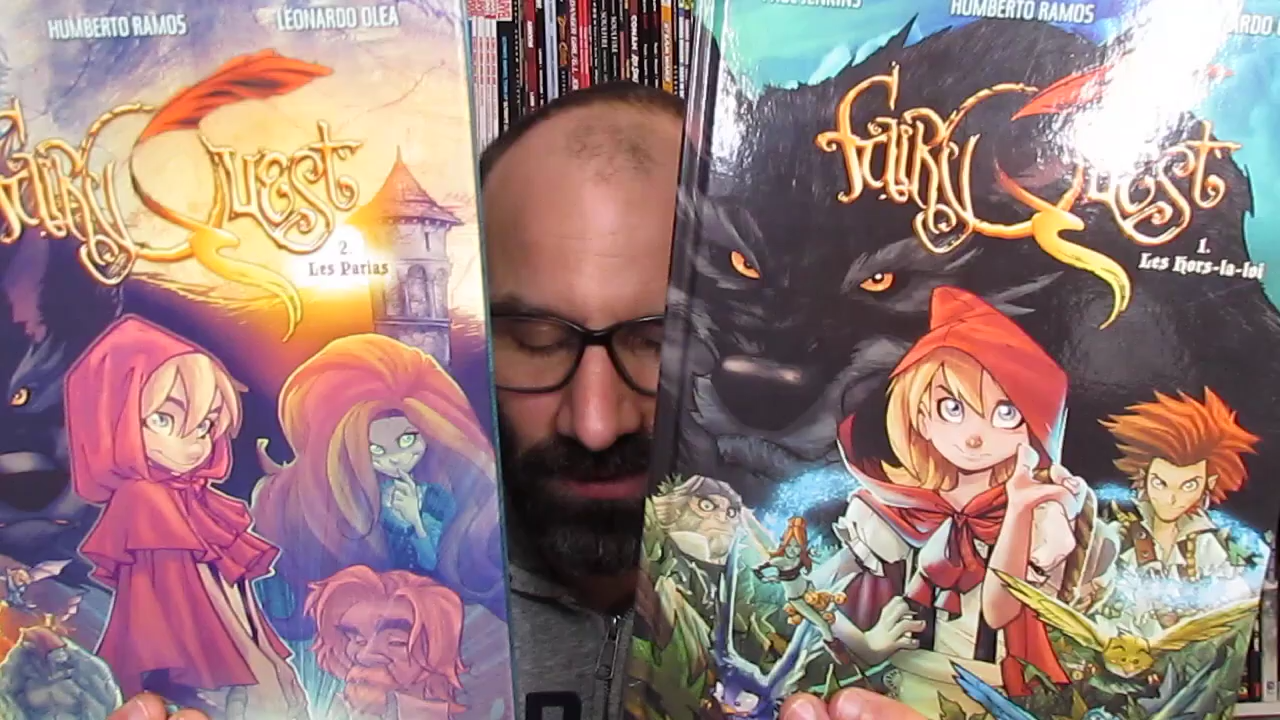 HUMBERTO RAMOS
LEONARDO OLEA
Fairy Quest
2.
Les Parias
HUMBERTO RAMOS
Fairy Quest
1.
Les Hors-la-loi